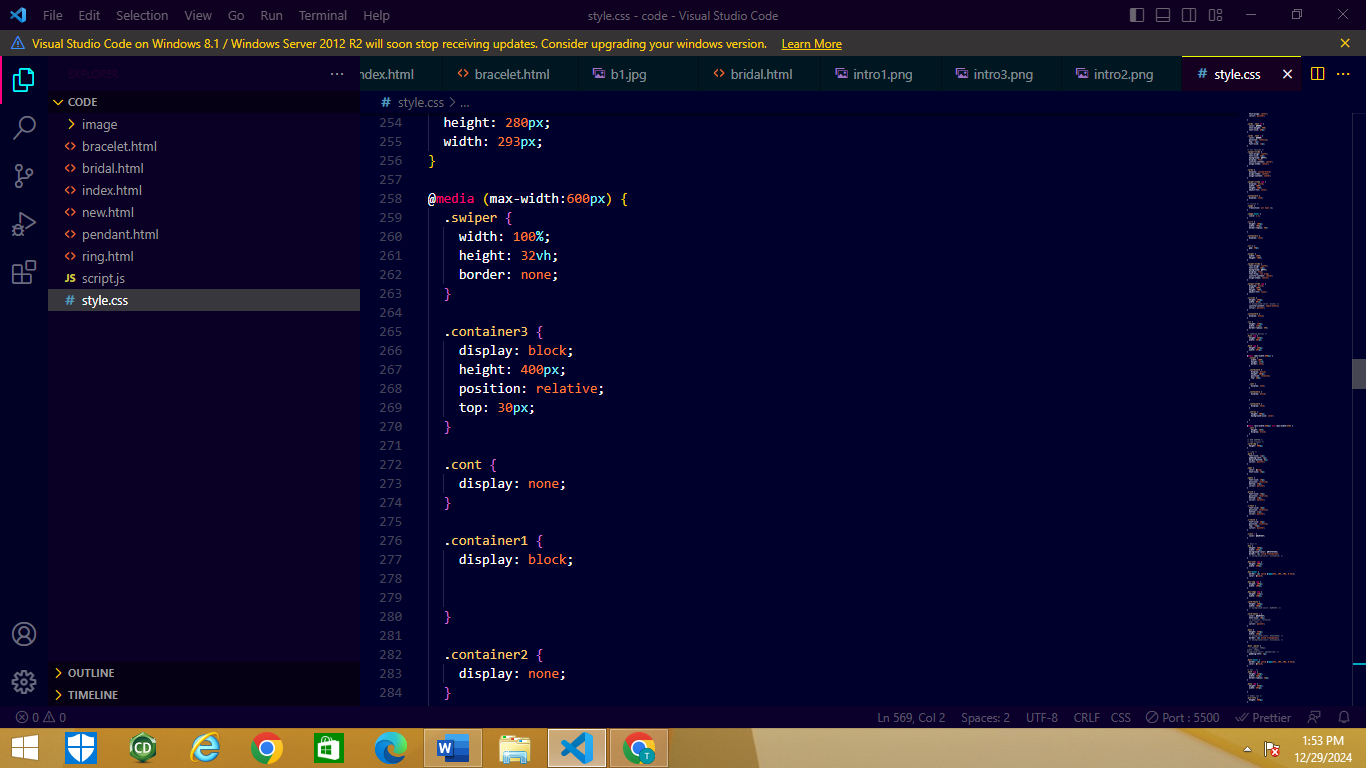 File Edit Selection View Go Run Terminal Help style.css - code - Visual Studio Code
Visual Studio Code on Windows 8.1 / Windows Server 2012 R2 will soon stop receiving updates. Consider upgrading your windows version. Learn More
EXPLORER
ndex.html bracelet.html b1.jpg bridal.html intro1.png intro3.png intro2.png # style.css
CODE
image
bracelet.html
bridal.html
index.html
new.html
pendant.html
ring.html
JS script.js
# style.css
# style.css > ...
254 height: 280px;
255 width: 293px;
256 }
257
258 @media (max-width:600px) {
259 .swiper {
260 width: 100%;
261 height: 32vh;
262 border: none;
263 }
264
265 .container3 {
266 display: block;
267 height: 400px;
268 position: relative;
269 top: 30px;
270 }
271
272 .cont {
273 display: none;
274 }
275
276 .container1 {
277 display: block;
278
279
280 }
281
282 .container2 {
283 display: none;
284 }
OUTLINE
TIMELINE
0 0 Ln 569, Col 2 Spaces: 2 UTF-8 CRLF CSS Port : 5500 Prettier
CD W T
1:53 PM
12/29/2024